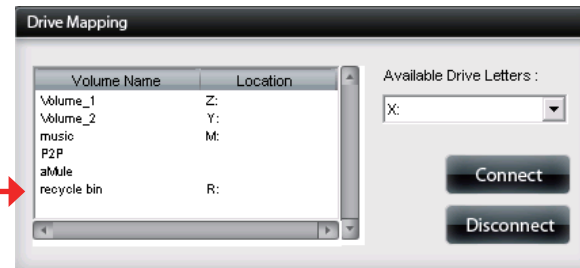 Drive Mapping
Volume Name Location
Volume_1 Z:
Volume_2 Y:
music M:
P2P
aMule
recycle bin R:
Available Drive Letters :
X:
Connect
Disconnect